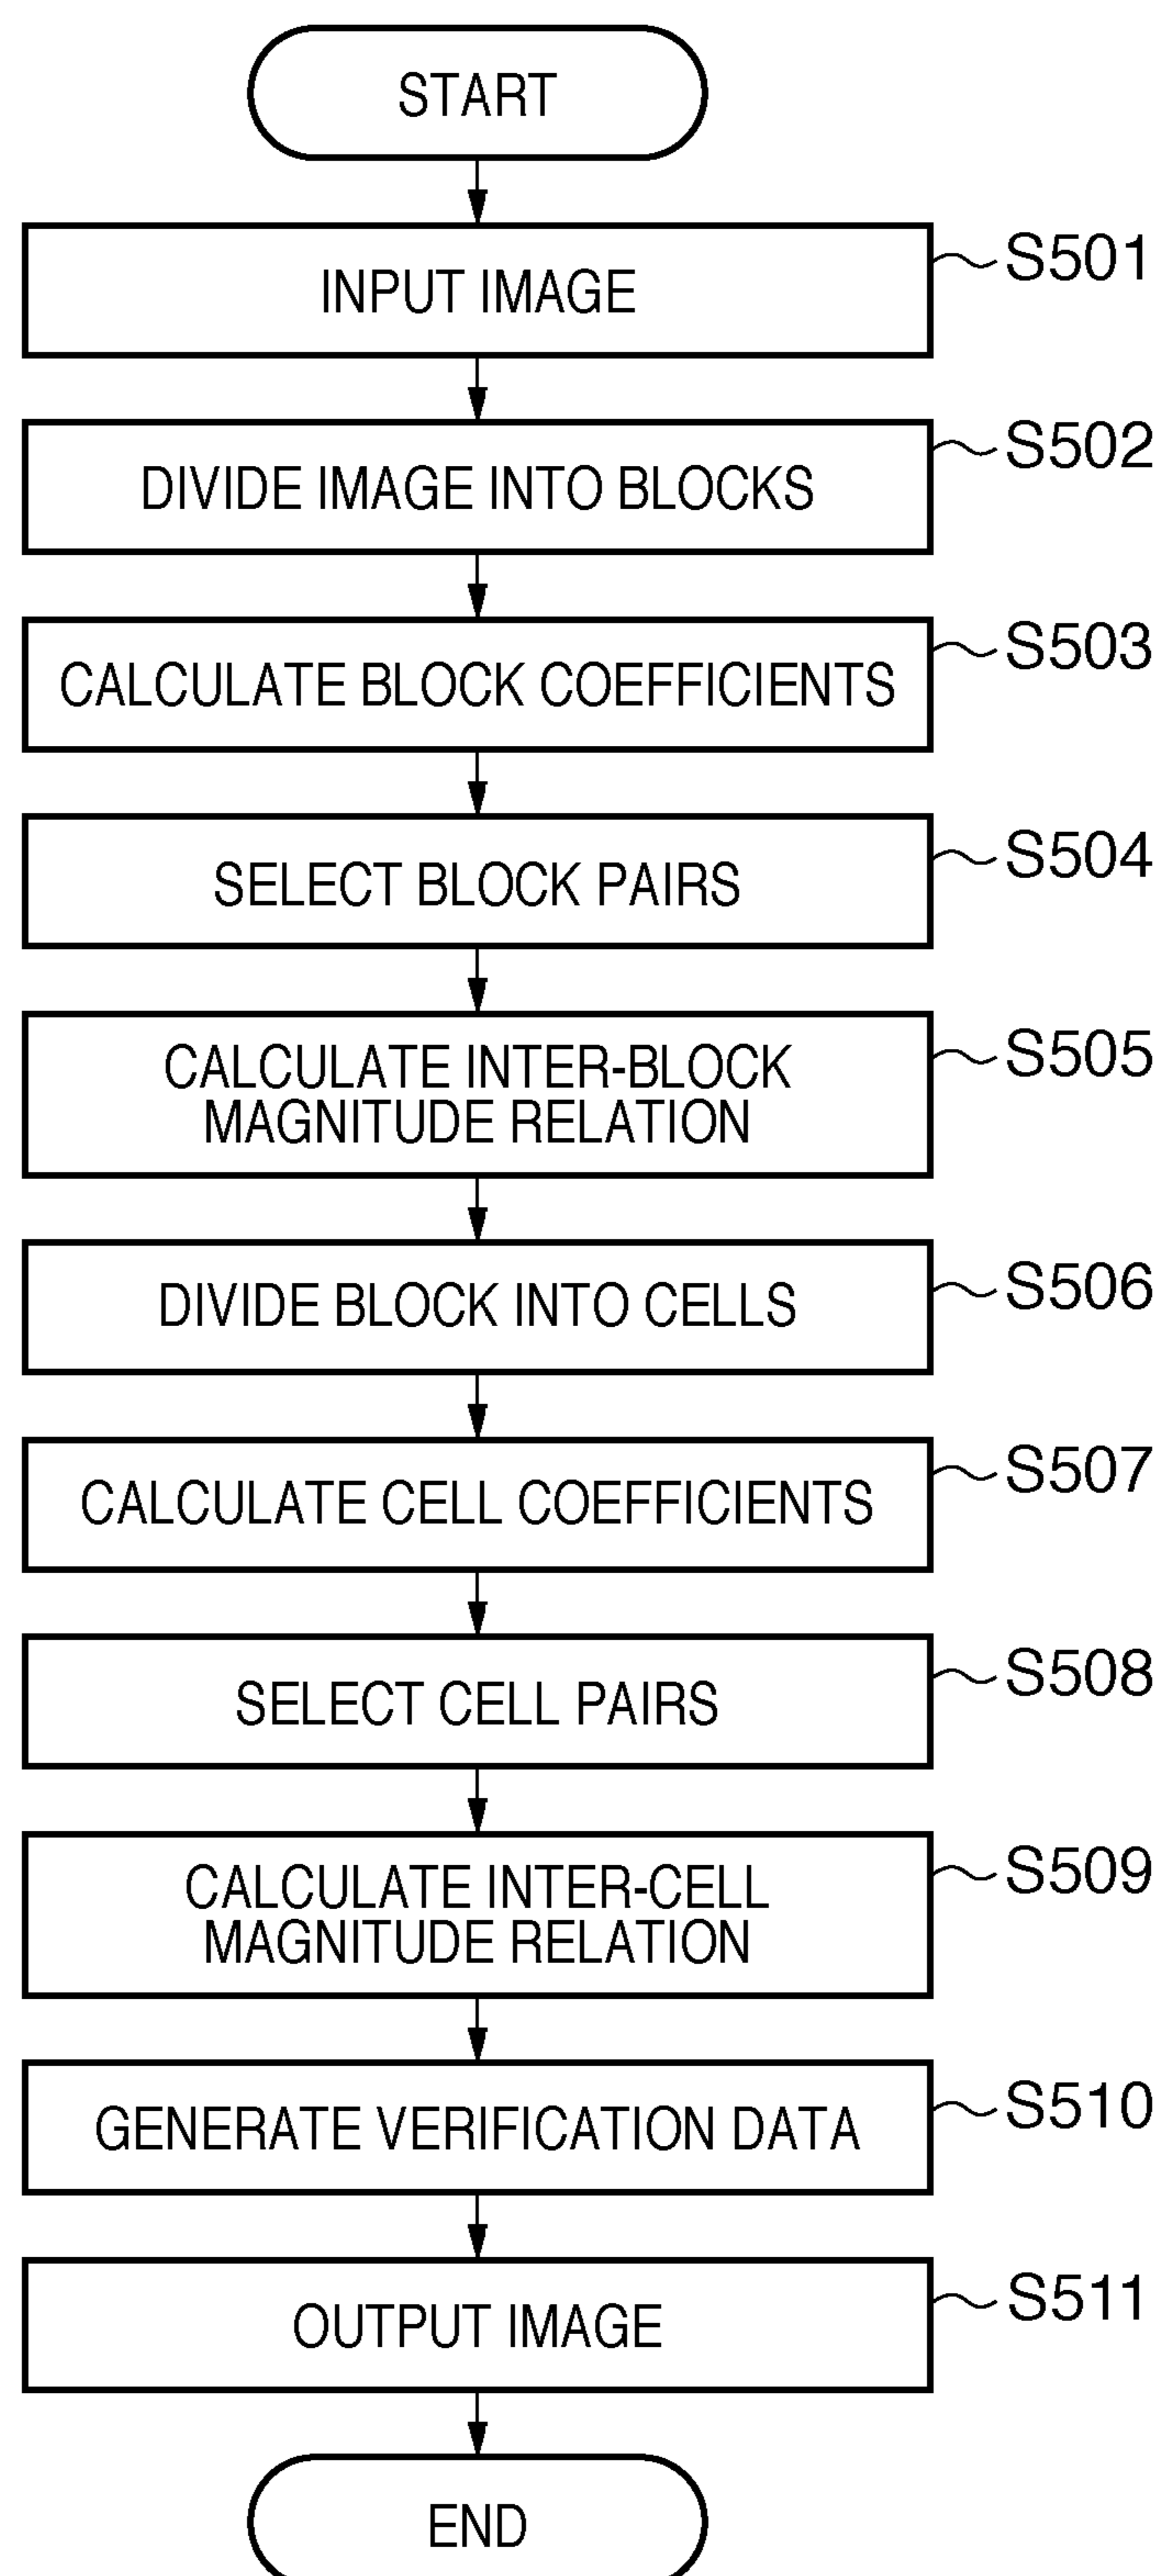 START
INPUT IMAGE
S501
DIVIDE IMAGE INTO BLOCKS
S502
CALCULATE BLOCK COEFFICIENTS
S503
SELECT BLOCK PAIRS
S504
CALCULATE INTER-BLOCK
MAGNITUDE RELATION
S505
DIVIDE BLOCK INTO CELLS
S506
CALCULATE CELL COEFFICIENTS
S507
SELECT CELL PAIRS
S508
CALCULATE INTER-CELL
MAGNITUDE RELATION
S509
GENERATE VERIFICATION DATA
S510
OUTPUT IMAGE
S511
END